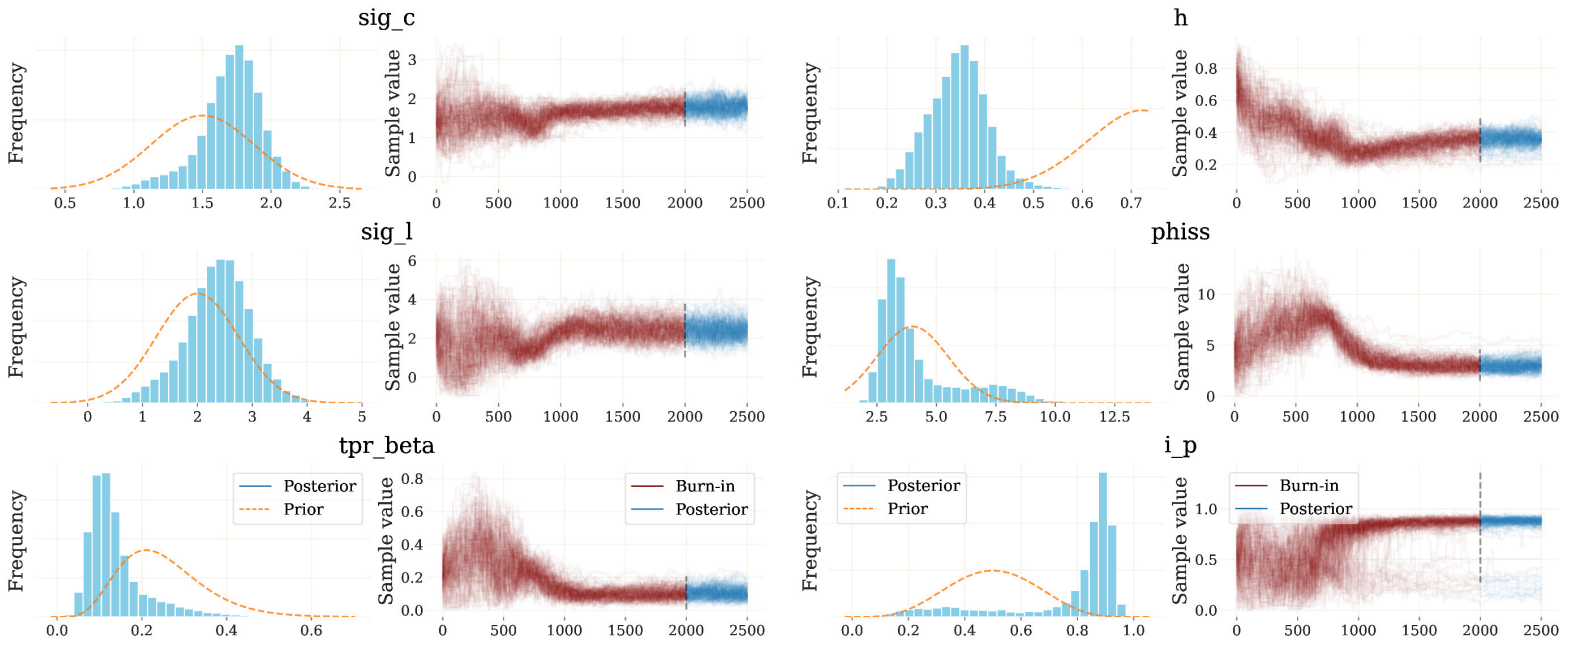 sig_c
h
Frequency
Sample value
Frequency
Sample value
3
2
1
0
0.8
0.6
0.4
0.2
0.5 1.0 1.5 2.0 2.5
0 500 1000 1500 2000 2500
0.1 0.2 0.3 0.4 0.5 0.6 0.7
0 500 1000 1500 2000 2500
sig_l
phiss
Frequency
Sample value
Frequency
Sample value
6
4
2
0
10
5
0
0 1 2 3 4 5
0 500 1000 1500 2000 2500
2.5 5.0 7.5 10.0 12.5
0 500 1000 1500 2000 2500
tpr_beta
i_p
Frequency
Posterior
Prior
Sample value
0.8
0.6
0.4
0.2
0.0
Burn-in
Posterior
Frequency
Posterior
Prior
Sample value
1.0
0.5
0.0
Burn-in
Posterior
0.0 0.2 0.4 0.6
0 500 1000 1500 2000 2500
0.0 0.2 0.4 0.6 0.8 1.0
0 500 1000 1500 2000 2500